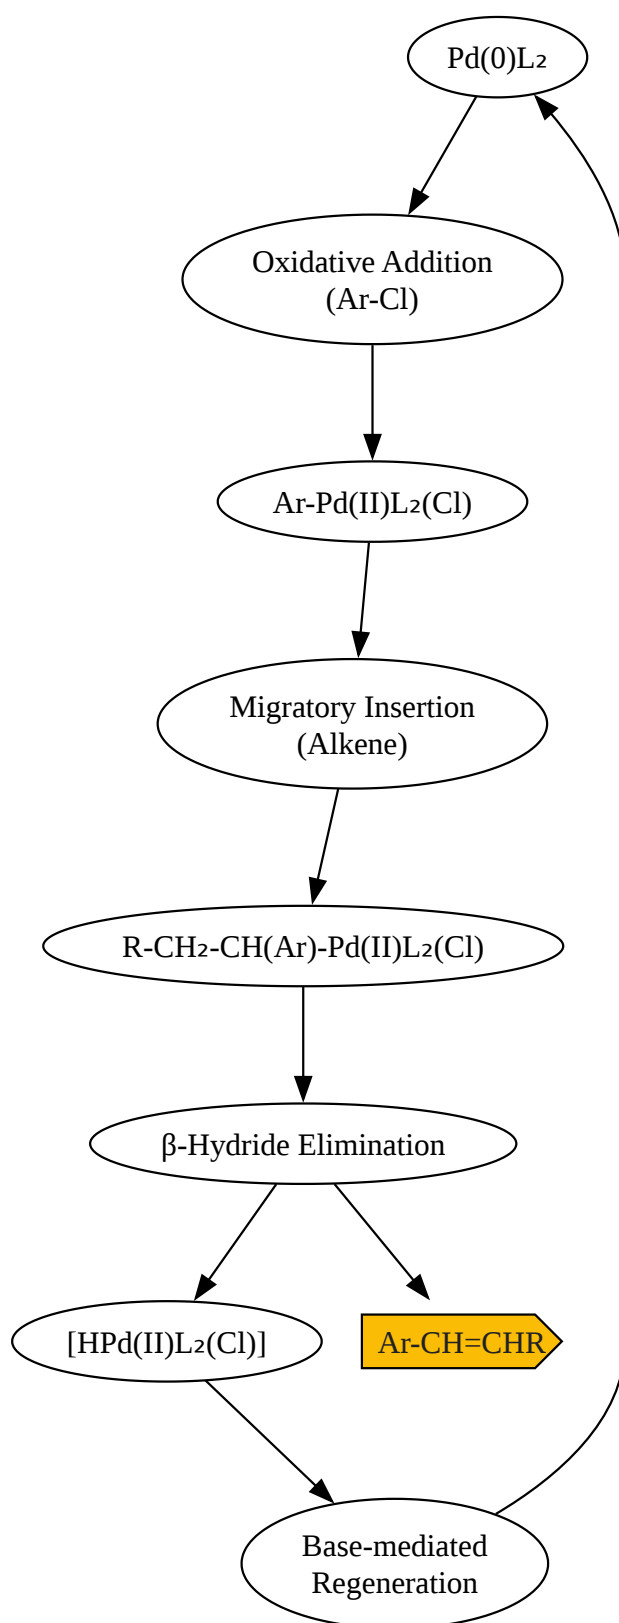 Pd(0)L₂
Oxidative Addition
(Ar-Cl)
Ar-Pd(II)L₂(Cl)
Migratory Insertion
(Alkene)
R-CH₂-CH(Ar)-Pd(II)L₂(Cl)
β-Hydride Elimination
[HPd(II)L₂(Cl)]
Ar-CH=CHR
Base-mediated
Regeneration